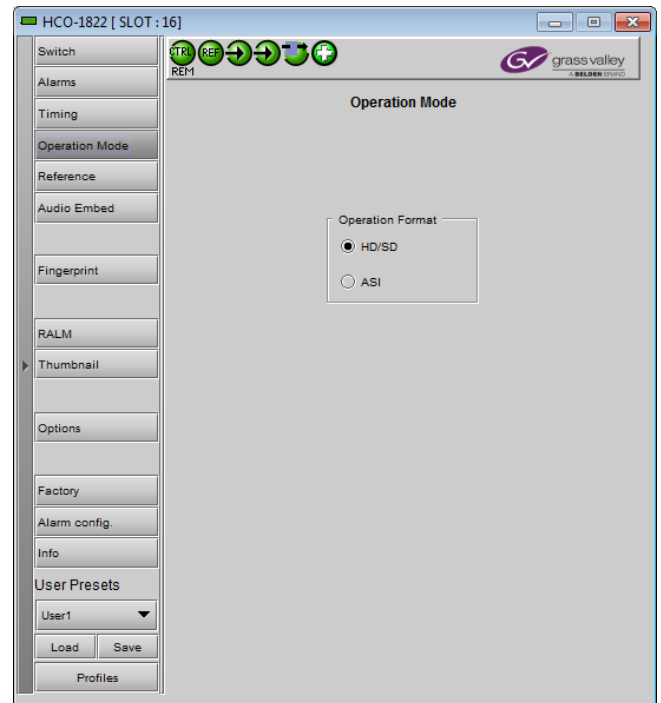 HCO-1822 [ SLOT : 16]
Switch
Alarms
Timing
Operation Mode
Reference
Audio Embed
Fingerprint
RALM
Thumbnail
Options
Factory
Alarm config.
Info
User Presets
User1
Load Save
Profiles
CTRL REF
REM
GV grass valley
A BELDEN BRAND
Operation Mode
Operation Format
HD/SD
ASI